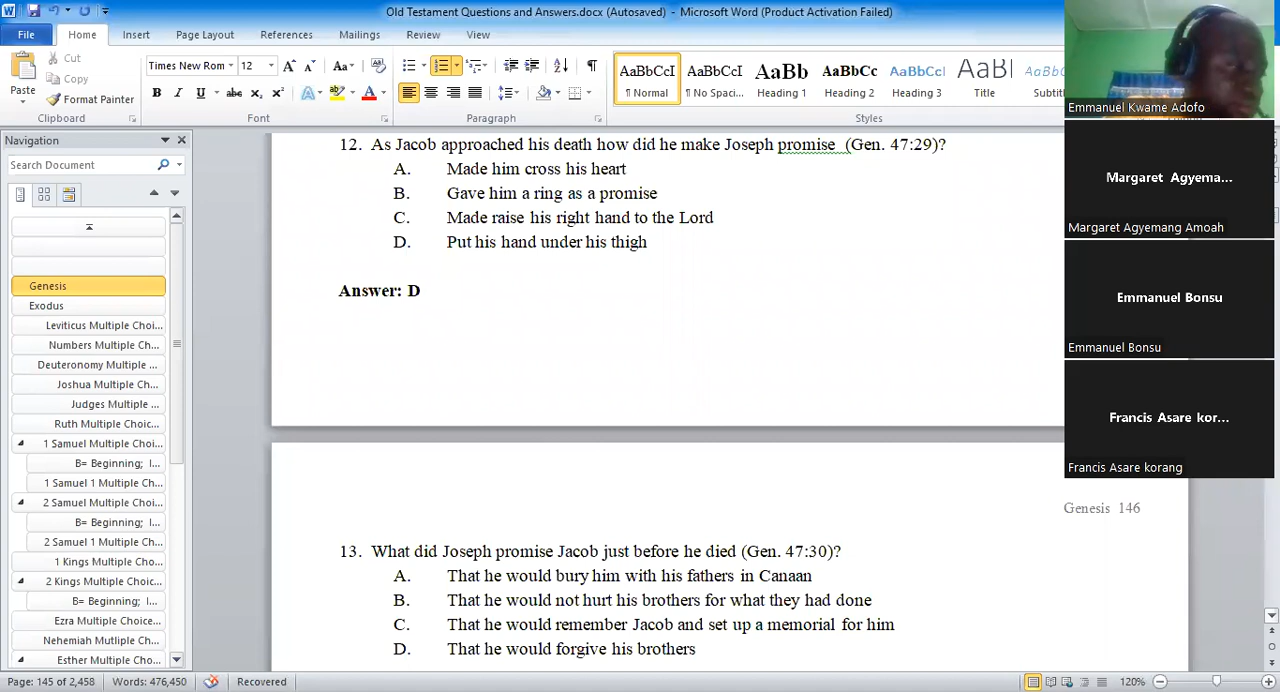 Old Testament Questions and Answers.docx (Autosaved) - Microsoft Word (Product Activation Failed)
File Home Insert Page Layout References Mailings Review View
Paste
Cut
Copy
Format Painter
Clipboard
Times New Rom 12
Font
Paragraph
AaBbCcI AaBbCcI AaBb AaBbCc AaBbCcI AaBl AaBbC
¶ Normal ¶ No Spaci... Heading 1 Heading 2 Heading 3 Title Subtitl
Styles
Navigation
Search Document
Genesis
Exodus
Leviticus Multiple Choi...
Numbers Multiple Ch...
Deuteronomy Multiple ...
Joshua Multiple Ch...
Judges Multiple ...
Ruth Multiple Choic...
1 Samuel Multiple Choi...
B= Beginning; I...
1 Samuel 1 Multiple Ch...
2 Samuel Multiple Choi...
B= Beginning; I...
2 Samuel 1 Multiple Ch...
1 Kings Multiple Choic...
2 Kings Multiple Choic...
B= Beginning; I...
Ezra Multiple Choice...
Nehemiah Mutliple Ch...
Esther Multiple Cho...
12. As Jacob approached his death how did he make Joseph promise (Gen. 47:29)?
A. Made him cross his heart
B. Gave him a ring as a promise
C. Made raise his right hand to the Lord
D. Put his hand under his thigh
Answer: D
Genesis 146
13. What did Joseph promise Jacob just before he died (Gen. 47:30)?
A. That he would bury him with his fathers in Canaan
B. That he would not hurt his brothers for what they had done
C. That he would remember Jacob and set up a memorial for him
D. That he would forgive his brothers
Emmanuel Kwame Adofo
Margaret Agyema...
Margaret Agyemang Amoah
Emmanuel Bonsu
Emmanuel Bonsu
Francis Asare kor...
Francis Asare korang
Page: 145 of 2,458 Words: 476,450 Recovered 120%